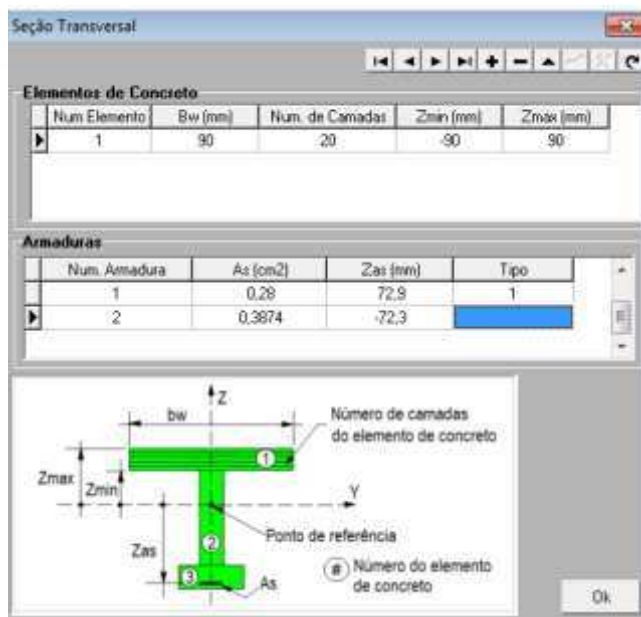 Seção Transversal
Elementos de Concreto
Num Elemento Bw (mm) Num. de Camadas Zmin (mm) Zmax (mm)
1 90 20 -90 90
Armaduras
Num. Armadura As (cm2) Zas (mm) Tipo
1 0,28 72,9 1
2 0,3874 -72,3
Z
bw
Número de camadas
do elemento de concreto
1
Zmax
Zmin
Y
Ponto de referência
Zas
2
# Número do elemento
de concreto
3
As
Ok